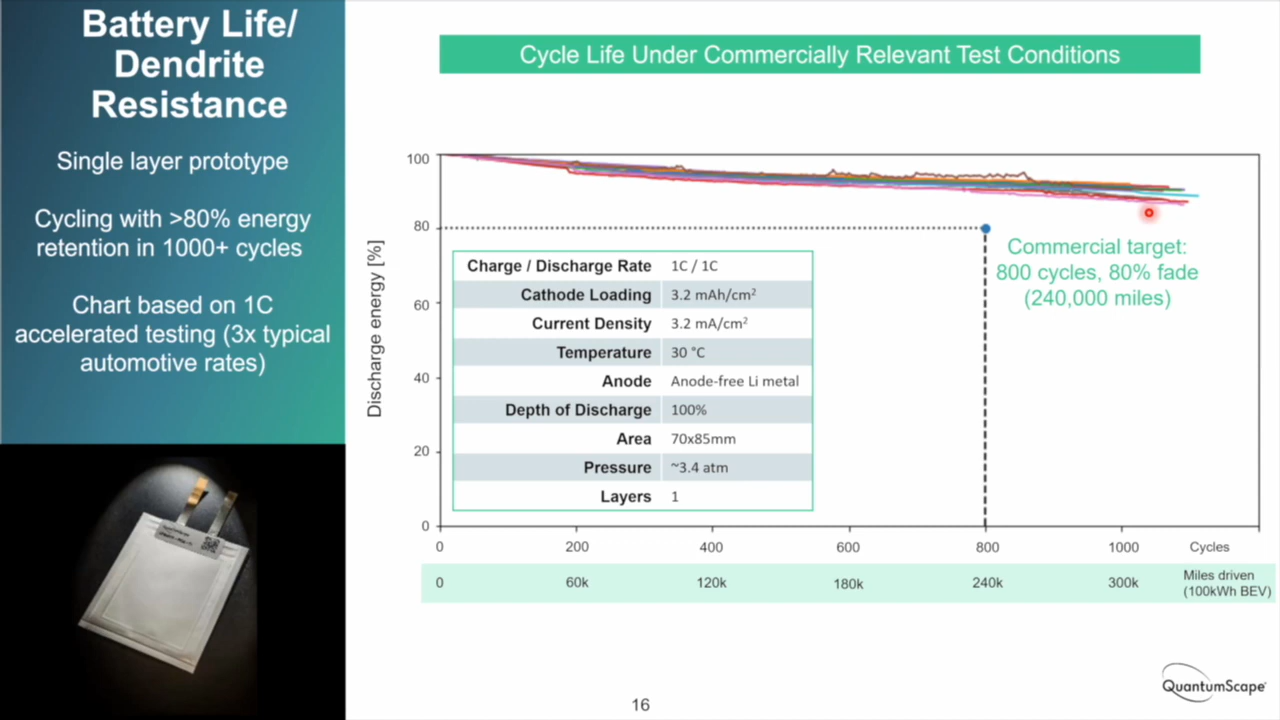 Battery Life/
Dendrite
Resistance
Single layer prototype
Cycling with >80% energy
retention in 1000+ cycles
Chart based on 1C
accelerated testing (3x typical
automotive rates)
Cycle Life Under Commercially Relevant Test Conditions
Discharge energy [%]
100
80
60
40
20
0
Commercial target:
800 cycles, 80% fade
(240,000 miles)
Charge / Discharge Rate 1C / 1C
Cathode Loading 3.2 mAh/cm²
Current Density 3.2 mA/cm²
Temperature 30 °C
Anode Anode-free Li metal
Depth of Discharge 100%
Area 70x85mm
Pressure ~3.4 atm
Layers 1
0 200 400 600 800 1000 Cycles
0 60k 120k 180k 240k 300k Miles driven
(100kWh BEV)
16
QuantumScape